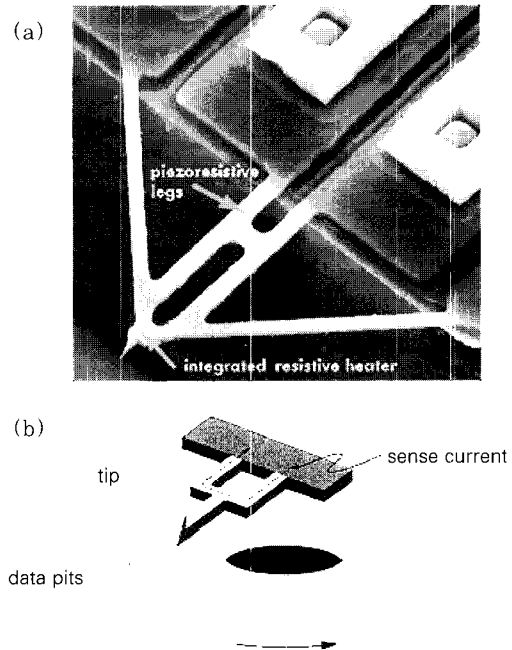 (a)
piezoresistive
legs
integrated resistive heater
(b)
sense current
tip
data pits